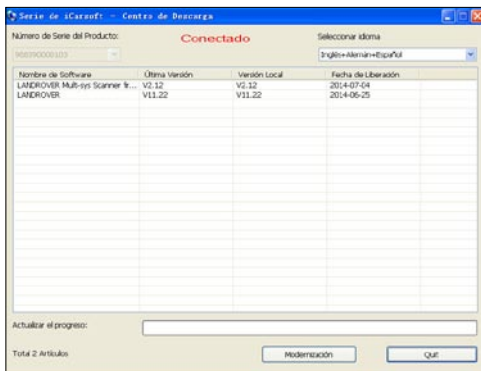 Serie de iCarsoft - Centro de Descarga
Número de Serie del Producto:
Conectado
Seleccionar idioma
Inglés+Alemán+Español
Nombre de Software Última Versión Versión Local Fecha de Liberación
LANDROVER Mult-sys Scanner fr... V2.12 V2.12 2014-07-04
LANDROVER V11.22 V11.22 2014-06-25
Actualizar el progreso:
Total 2 Artículos
Modernización
Quit